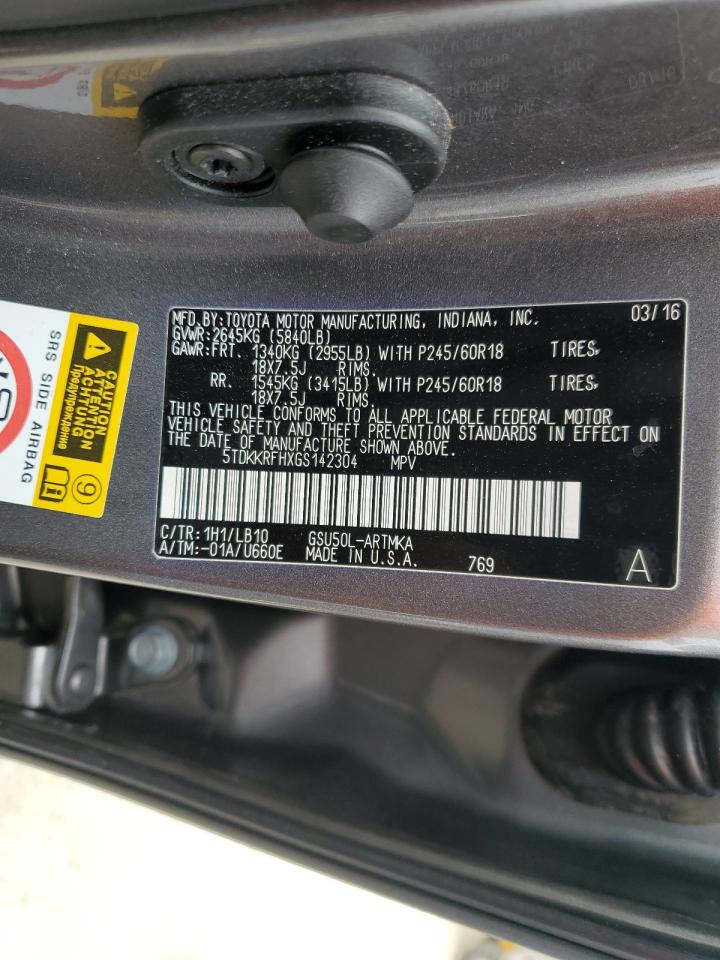 MFD.BY:TOYOTA MOTOR MANUFACTURING, INDIANA, INC. 03/16
GVWR:2645KG (5840LB)
GAWR:FRT. 1340KG (2955LB) WITH P245/60R18 TIRES,
18X7.5J RIMS.
RR. 1545KG (3415LB) WITH P245/60R18 TIRES,
18X7.5J RIMS.
THIS VEHICLE CONFORMS TO ALL APPLICABLE FEDERAL MOTOR
VEHICLE SAFETY AND THEFT PREVENTION STANDARDS IN EFFECT ON
THE DATE OF MANUFACTURE SHOWN ABOVE.
5TDKKRFHXGS142304 MPV
C/TR:1H1/LB10 GSU50L-ARTMKA
A/TM:-01A/U660E MADE IN U.S.A. 769 A
SRS SIDE AIRBAG
CAUTION
ATTENTION
ACHTUNG
Предупреждение
9